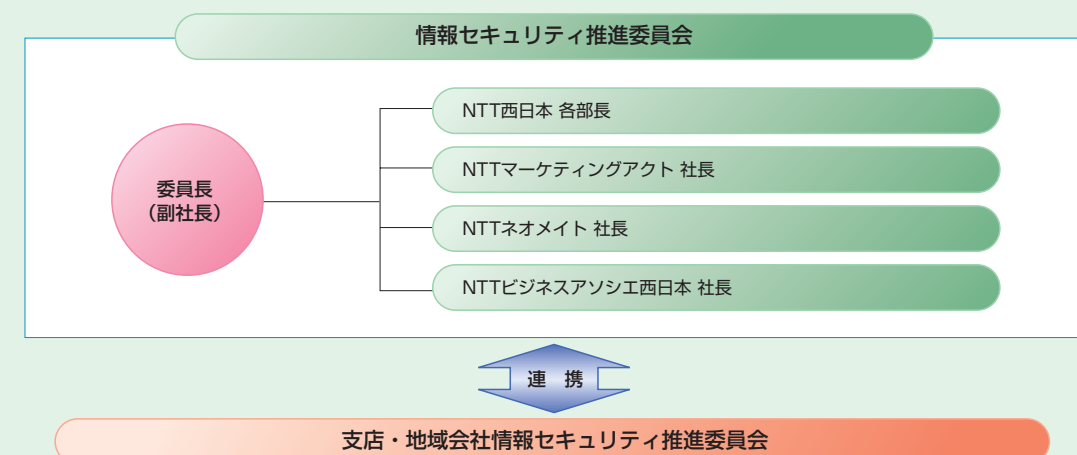 情報セキュリティ推進委員会
NTT西日本 各部長
NTTマーケティングアクト 社長
委員長
（副社長）
NTTネオメイト 社長
NTTビジネスアソシエ西日本 社長
連 携
支店・地域会社情報セキュリティ推進委員会